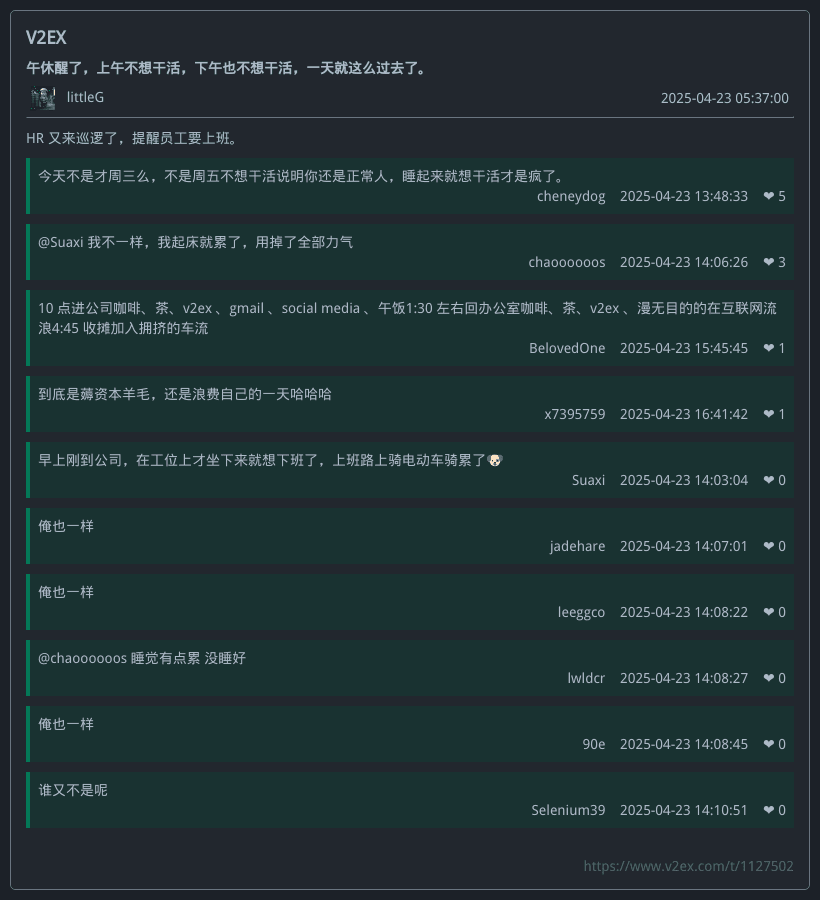 V2EX
午休醒了，上午不想干活，下午也不想干活，一天就这么过去了。
littleG 2025-04-23 05:37:00
HR 又来巡逻了，提醒员工要上班。
今天不是才周三么，不是周五不想干活说明你还是正常人，睡起来就想干活才是疯了。
cheneydog 2025-04-23 13:48:33 ❤ 5
@Suaxi 我不一样，我起床就累了，用掉了全部力气
chaoooooos 2025-04-23 14:06:26 ❤ 3
10 点进公司咖啡、茶、v2ex 、gmail 、social media 、午饭1:30 左右回办公室咖啡、茶、v2ex 、漫无目的的在互联网流
浪4:45 收摊加入拥挤的车流
BelovedOne 2025-04-23 15:45:45 ❤ 1
到底是薅资本羊毛，还是浪费自己的一天哈哈哈
x7395759 2025-04-23 16:41:42 ❤ 1
早上刚到公司，在工位上才坐下来就想下班了，上班路上骑电动车骑累了🐶
Suaxi 2025-04-23 14:03:04 ❤ 0
俺也一样
jadehare 2025-04-23 14:07:01 ❤ 0
俺也一样
leeggco 2025-04-23 14:08:22 ❤ 0
@chaoooooos 睡觉有点累 没睡好
lwldcr 2025-04-23 14:08:27 ❤ 0
俺也一样
90e 2025-04-23 14:08:45 ❤ 0
谁又不是呢
Selenium39 2025-04-23 14:10:51 ❤ 0
https://www.v2ex.com/t/1127502